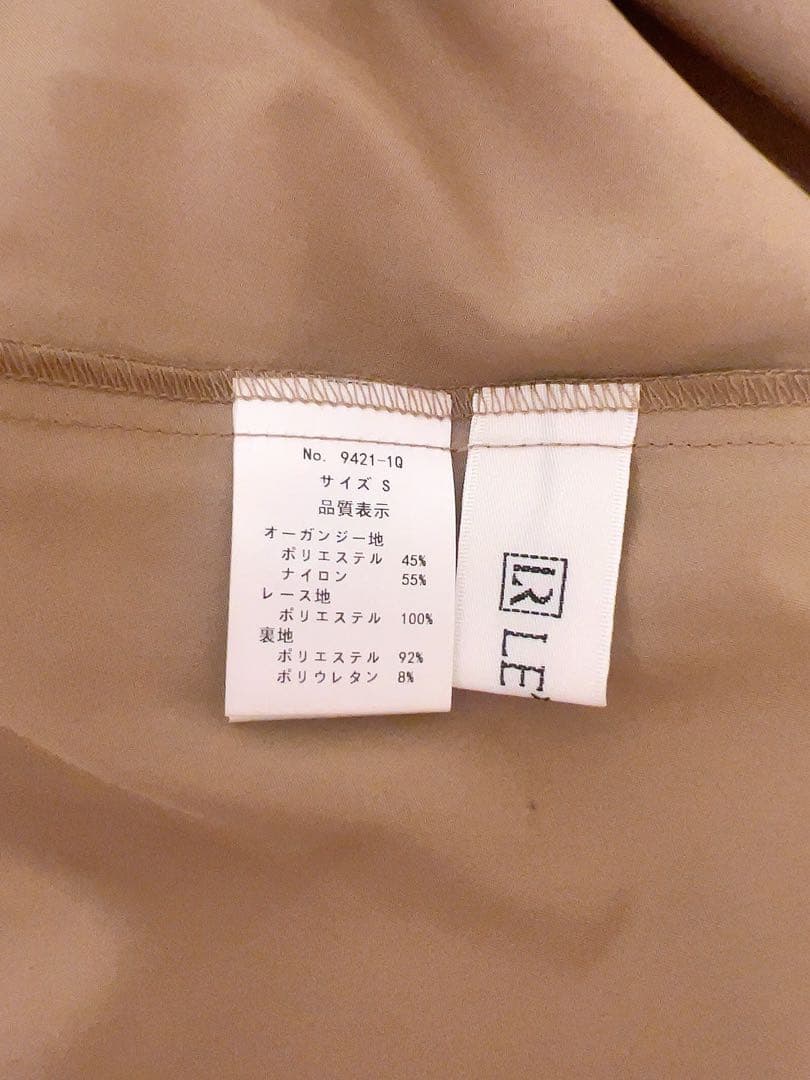 No. 9421-1Q
サイズ S
品質表示
オーガンジー地
ポリエステル 45%
ナイロン 55%
レース地
ポリエステル 100%
裏地
ポリエステル 92%
ポリウレタン 8%